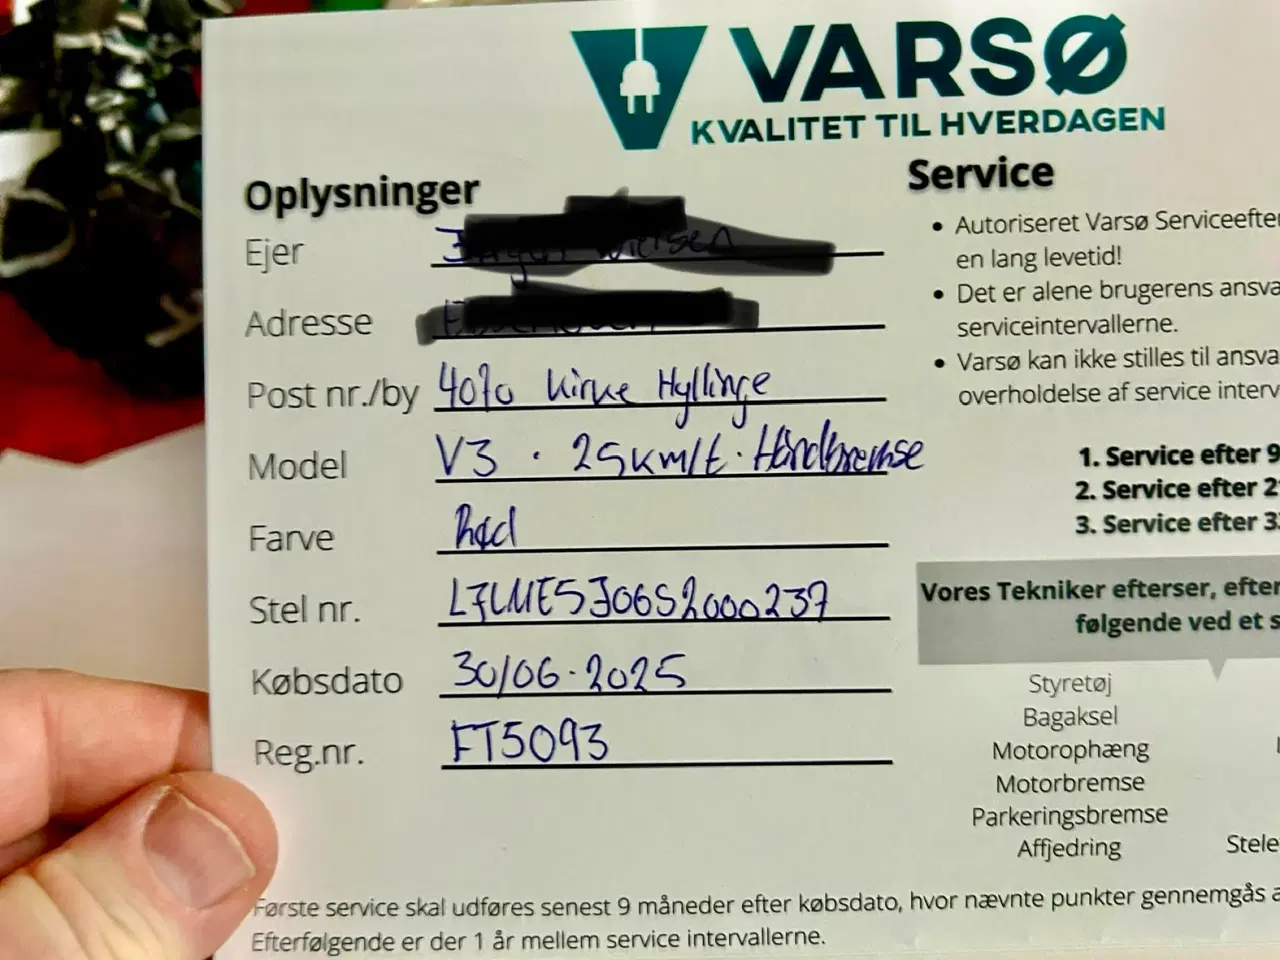 VARSØ
KVALITET TIL HVERDAGEN
Oplysninger
Ejer
Adresse
Post nr./by 4070 Kirke Hyllinge
Model V3 · 25km/t · Håndbremse
Farve Rød
Stel nr. LFLME5J06S2000237
Købsdato 30/06-2025
Reg.nr. FT5093
Service
• Autoriseret Varsø Serviceefte
en lang levetid!
• Det er alene brugerens ansva
serviceintervallerne.
• Varsø kan ikke stilles til ansva
overholdelse af service interv
1. Service efter 9
2. Service efter 2
3. Service efter 3
Vores Tekniker efterser, efter
følgende ved et s
Styretøj
Bagaksel
Motorophæng
Motorbremse
Parkeringsbremse
Affjedring
Stele
Første service skal udføres senest 9 måneder efter købsdato, hvor nævnte punkter gennemgås a
Efterfølgende er der 1 år mellem service intervallerne.